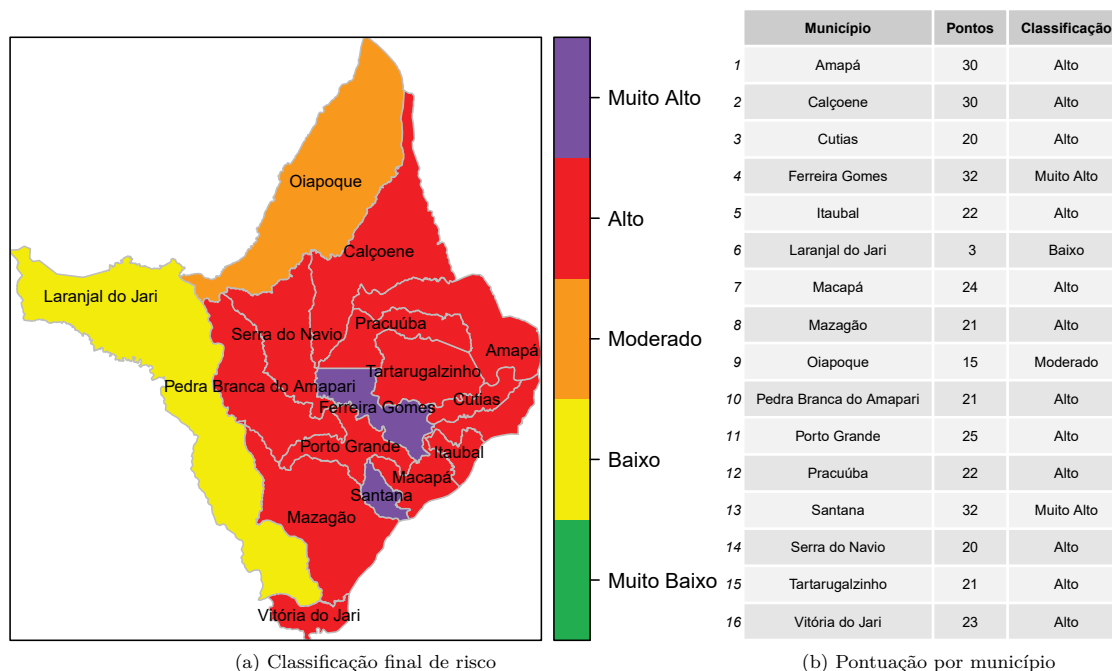 Oiapoque
Calçoene
Laranjal do Jari
Pracuúba
Serra do Navio
Amapá
Tartarugalzinho
Pedra Branca do Amapari
Cutias
Ferreira Gomes
Porto Grande
Itaubal
Macapá
Santana
Mazagão
Vitória do Jari
Muito Alto
Alto
Moderado
Baixo
Muito Baixo
(a) Classificação final de risco
Município Pontos Classificação
1 Amapá 30 Alto
2 Calçoene 30 Alto
3 Cutias 20 Alto
4 Ferreira Gomes 32 Muito Alto
5 Itaubal 22 Alto
6 Laranjal do Jari 3 Baixo
7 Macapá 24 Alto
8 Mazagão 21 Alto
9 Oiapoque 15 Moderado
10 Pedra Branca do Amapari 21 Alto
11 Porto Grande 25 Alto
12 Pracuúba 22 Alto
13 Santana 32 Muito Alto
14 Serra do Navio 20 Alto
15 Tartarugalzinho 21 Alto
16 Vitória do Jari 23 Alto
(b) Pontuação por município